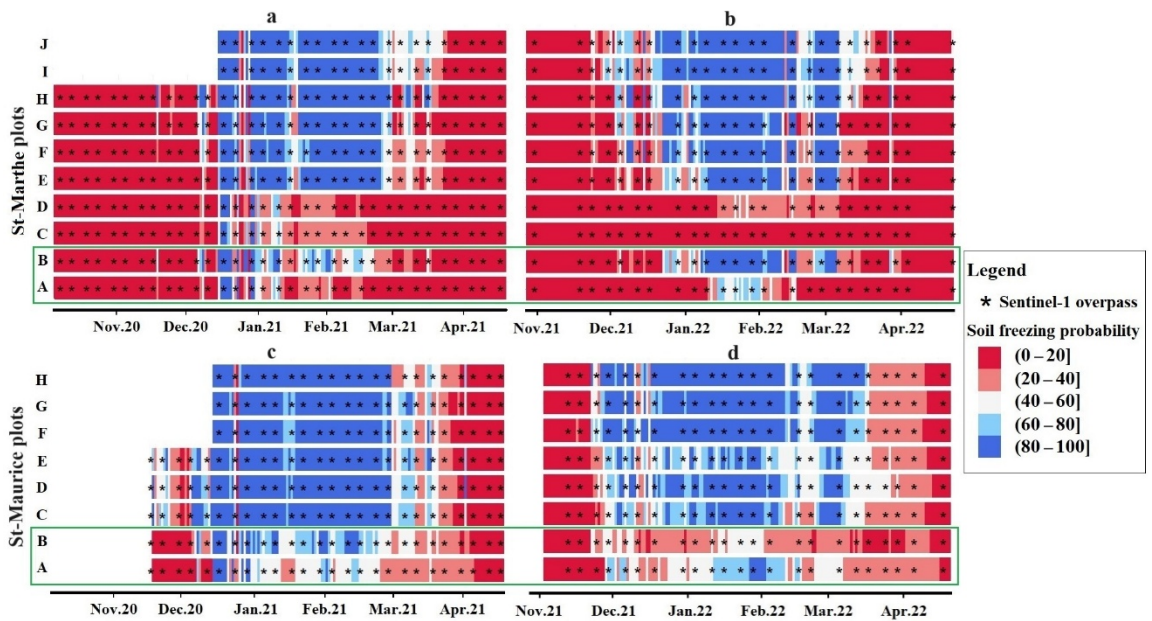 a
b
St-Marthe plots
J
I
H
G
F
E
D
C
B
A
Nov.20 Dec.20 Jan.21 Feb.21 Mar.21 Apr.21
Nov.21 Dec.21 Jan.22 Feb.22 Mar.22 Apr.22
Legend
* Sentinel-1 overpass
Soil freezing probability
(0 – 20]
(20 – 40]
(40 – 60]
(60 – 80]
(80 – 100]
c
d
St-Maurice plots
H
G
F
E
D
C
B
A
Nov.20 Dec.20 Jan.21 Feb.21 Mar.21 Apr.21
Nov.21 Dec.21 Jan.22 Feb.22 Mar.22 Apr.22